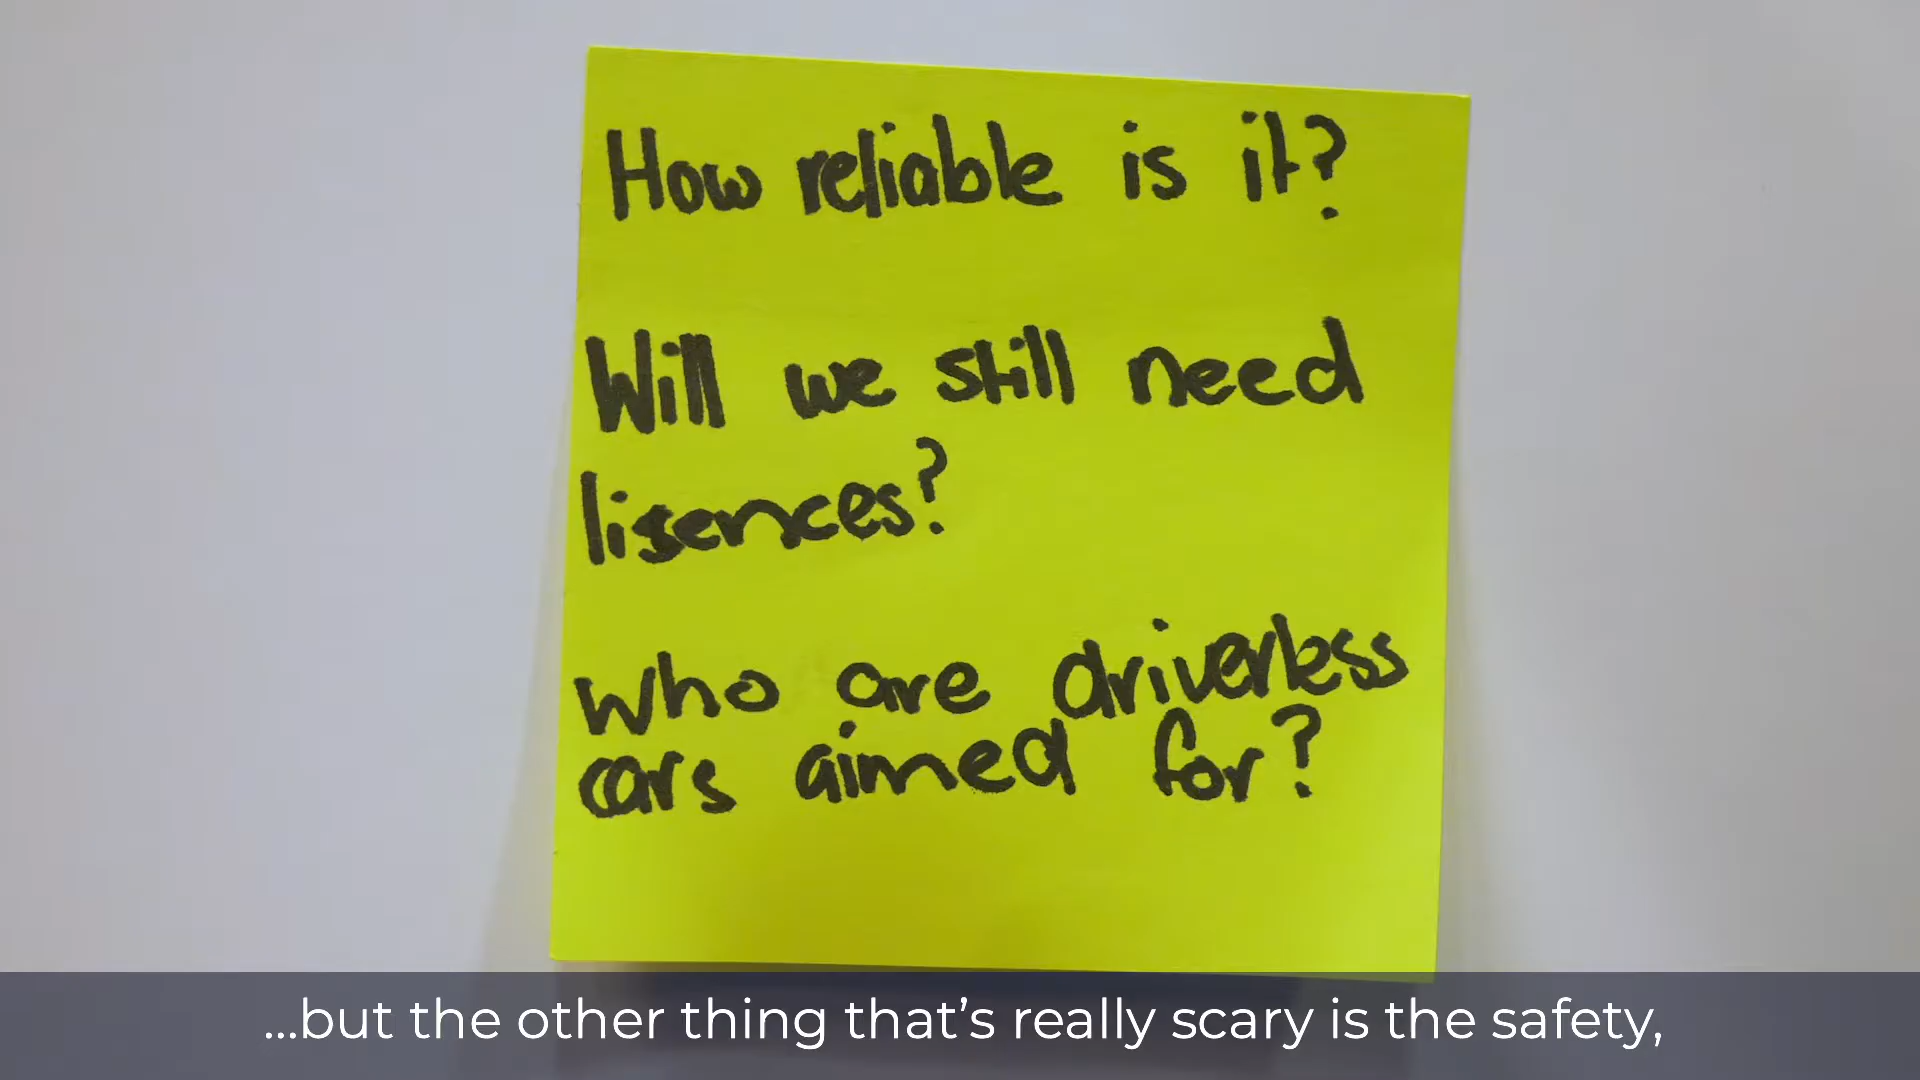 How reliable is it?
Will we still need
lisences?
Who are driverless
cars aimed for?
...but the other thing that's really scary is the safety,